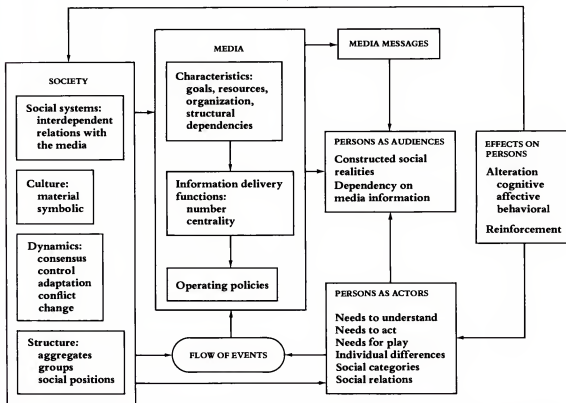 SOCIETY
Social systems:
interdependent
relations with
the media
Culture:
material
symbolic
Dynamics:
consensus
control
adaptation
conflict
change
Structure:
aggregates
groups
social positions
MEDIA
Characteristics:
goals, resources,
organization,
structural
dependencies
Information delivery
functions:
number
centrality
Operating policies
FLOW OF EVENTS
MEDIA MESSAGES
PERSONS AS AUDIENCES
Constructed social
realities
Dependency on
media information
PERSONS AS ACTORS
Needs to understand
Needs to act
Needs for play
Individual differences
Social categories
Social relations
EFFECTS ON
PERSONS
Alteration
cognitive
affective
behavioral
Reinforcement